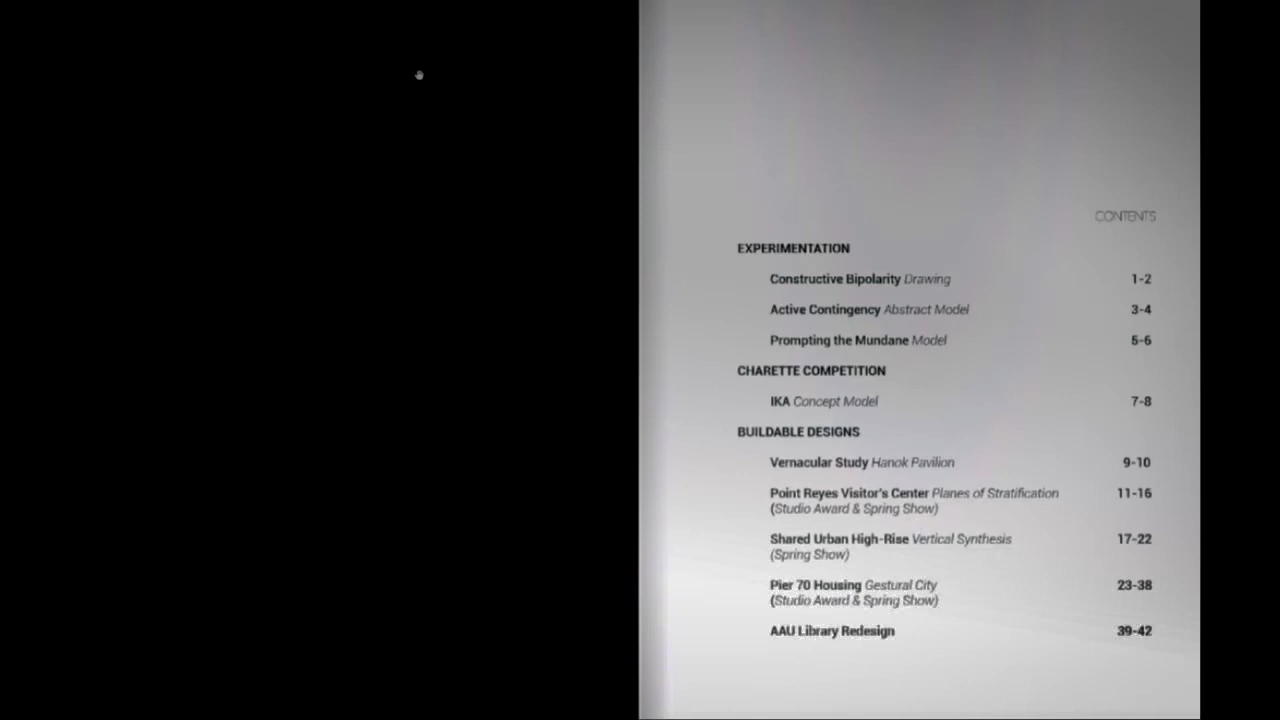 CONTENTS
EXPERIMENTATION
Constructive Bipolarity Drawing 1-2
Active Contingency Abstract Model 3-4
Prompting the Mundane Model 5-6
CHARETTE COMPETITION
IKA Concept Model 7-8
BUILDABLE DESIGNS
Vernacular Study Hanok Pavilion 9-10
Point Reyes Visitor's Center Planes of Stratification 11-16
(Studio Award & Spring Show)
Shared Urban High-Rise Vertical Synthesis 17-22
(Spring Show)
Pier 70 Housing Gestural City 23-38
(Studio Award & Spring Show)
AAU Library Redesign 39-42